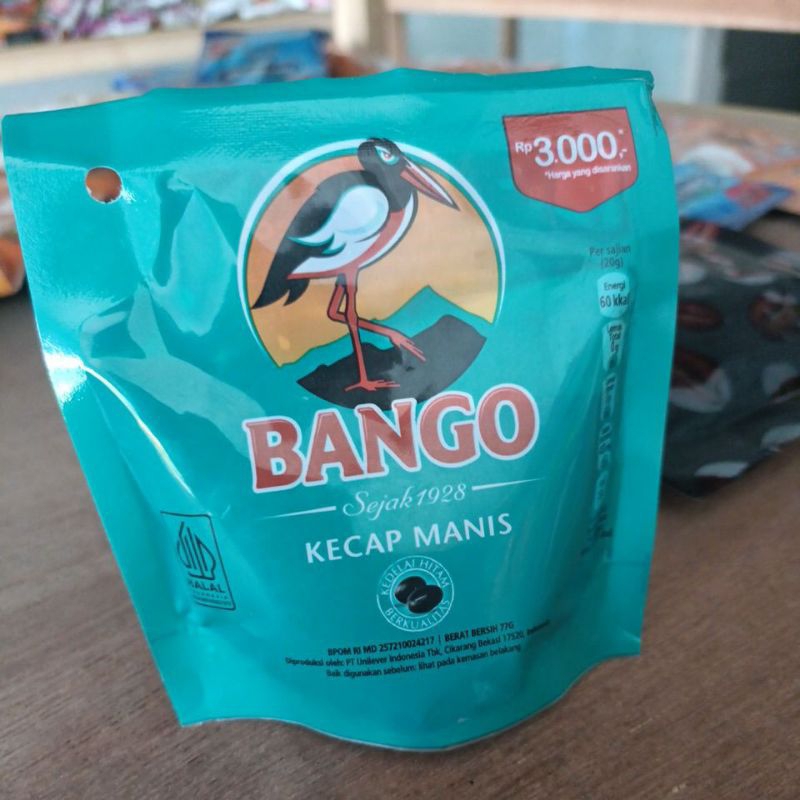 Rp 3.000,-*
*Harga yang disarankan
Per sajian
(20g)
Energi
60 kkal
BANGO
Sejak 1928
KECAP MANIS
HALAL
INDONESIA
KEDELAI HITAM
BERKUALITAS
BPOM RI MD 257210024217 | BERAT BERSIH 77G
Diproduksi oleh: PT Unilever Indonesia Tbk, Cikarang Bekasi 17520, Indonesia
Baik digunakan sebelum: lihat pada kemasan belakang